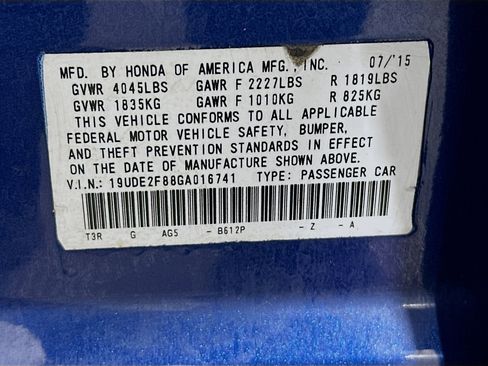 MFD. BY HONDA OF AMERICA MFG., INC. 07/'15
GVWR 4045LBS GAWR F 2227LBS R 1819LBS
GVWR 1835KG GAWR F 1010KG R 825KG
THIS VEHICLE CONFORMS TO ALL APPLICABLE
FEDERAL MOTOR VEHICLE SAFETY, BUMPER,
AND THEFT PREVENTION STANDARDS IN EFFECT
ON THE DATE OF MANUFACTURE SHOWN ABOVE.
V.I.N.: 19UDE2F88GA016741 TYPE: PASSENGER CAR
T3R G AG5 - B612P - Z - A